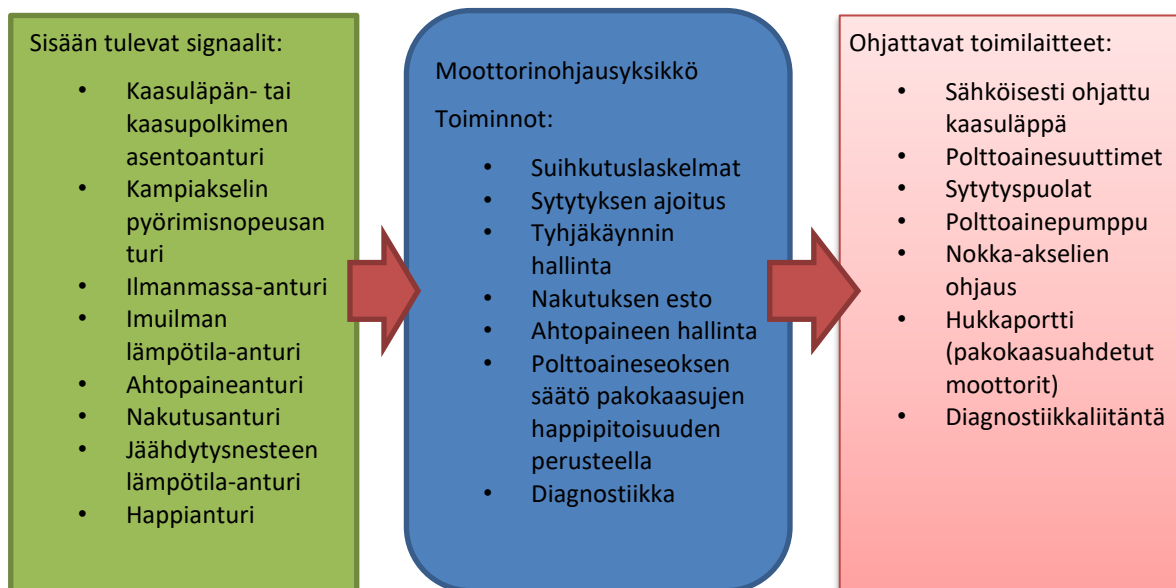 Sisään tulevat signaalit:
• Kaasuläpän- tai
kaasupolkimen
asentoanturi
• Kampiakselin
pyörimisnopeusan
turi
• Ilmanmassa-anturi
• Imuilman
lämpötila-anturi
• Ahtopaineanturi
• Nakutusanturi
• Jäähdytysnesteen
lämpötila-anturi
• Happianturi
Moottorinohjausyksikkö
Toiminnot:
• Suihkutuslaskelmat
• Sytytyksen ajoitus
• Tyhjäkäynnin
hallinta
• Nakutuksen esto
• Ahtopaineen hallinta
• Polttoaineseoksen
säätö pakokaasujen
happipitoisuuden
perusteella
• Diagnostiikka
Ohjattavat toimilaitteet:
• Sähköisesti ohjattu
kaasuläppä
• Polttoainesuuttimet
• Sytytyspuolat
• Polttoainepumppu
• Nokka-akselien
ohjaus
• Hukkaportti
(pakokaasuahdetut
moottorit)
• Diagnostiikkaliitäntä